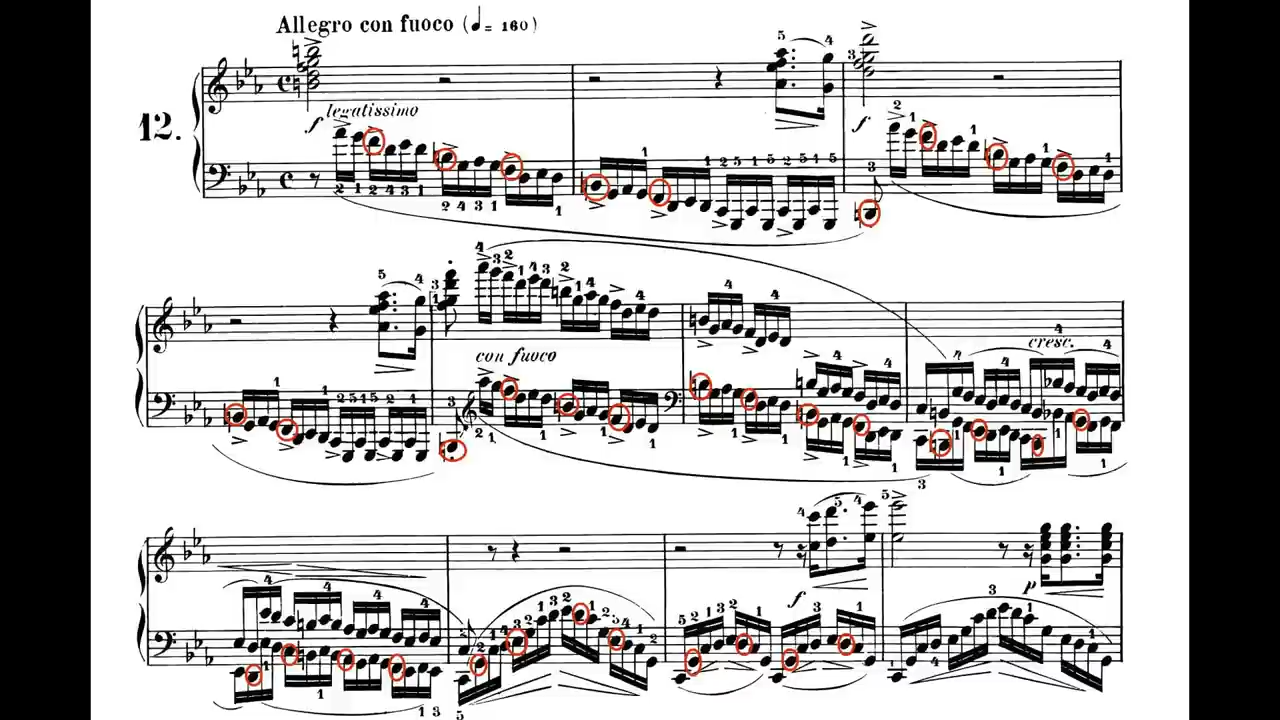 Allegro con fuoco (♩= 160)
12.
legatissimo
f
f
con fuoco
cresc.
f
p